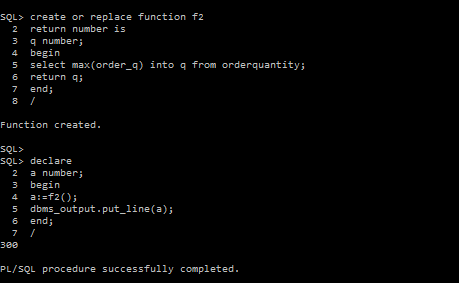 SQL> create or replace function f2
2 return number is
3 q number;
4 begin
5 select max(order_q) into q from orderquantity;
6 return q;
7 end;
8 /
Function created.
SQL>
SQL> declare
2 a number;
3 begin
4 a:=f2();
5 dbms_output.put_line(a);
6 end;
7 /
300
PL/SQL procedure successfully completed.